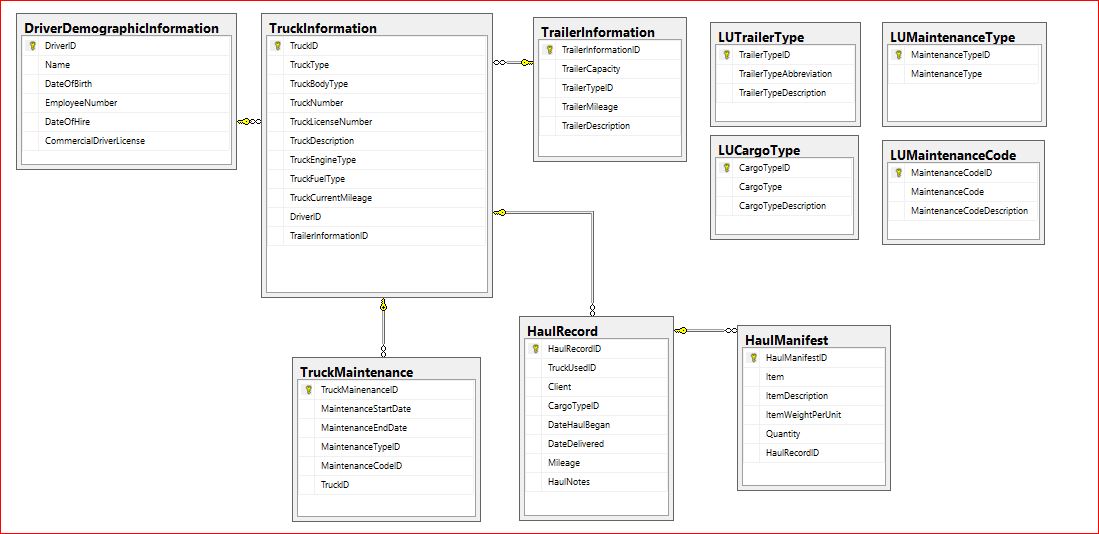 DriverDemographicInformation
DriverID
Name
DateOfBirth
EmployeeNumber
DateOfHire
CommercialDriverLicense
TruckInformation
TruckID
TruckType
TruckBodyType
TruckNumber
TruckLicenseNumber
TruckDescription
TruckEngineType
TruckFuelType
TruckCurrentMileage
DriverID
TrailerInformationID
TrailerInformation
TrailerInformationID
TrailerCapacity
TrailerTypeID
TrailerMileage
TrailerDescription
LUTrailerType
TrailerTypeID
TrailerTypeAbbreviation
TrailerTypeDescription
LUMaintenanceType
MaintenanceTypeID
MaintenanceType
LUCargoType
CargoTypeID
CargoType
CargoTypeDescription
LUMaintenanceCode
MaintenanceCodeID
MaintenanceCode
MaintenanceCodeDescription
TruckMaintenance
TruckMainenanceID
MaintenanceStartDate
MaintenanceEndDate
MaintenanceTypeID
MaintenanceCodeID
TruckID
HaulRecord
HaulRecordID
TruckUsedID
Client
CargoTypeID
DateHaulBegan
DateDelivered
Mileage
HaulNotes
HaulManifest
HaulManifestID
Item
ItemDescription
ItemWeightPerUnit
Quantity
HaulRecordID